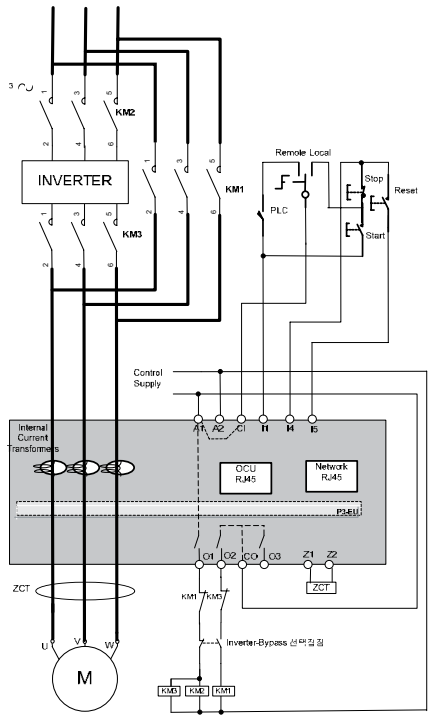 3
1 3 5
KM2
2 4 6
INVERTER
1 3 5
KM1
2 4 6
1 3 5
KM3
2 4 6
Remote Local
Stop
Reset
PLC
Start
Control
Supply
A1 A2 CI I1 I4 I5
Internal
Current
Transformers
OCU
RJ45
Network
RJ45
P3-EU
O1 O2 CO O3 Z1 Z2
ZCT
ZCT
KM1 KM3
U V W
M
Inverter-Bypass 선택접점
KM3 KM2 KM1